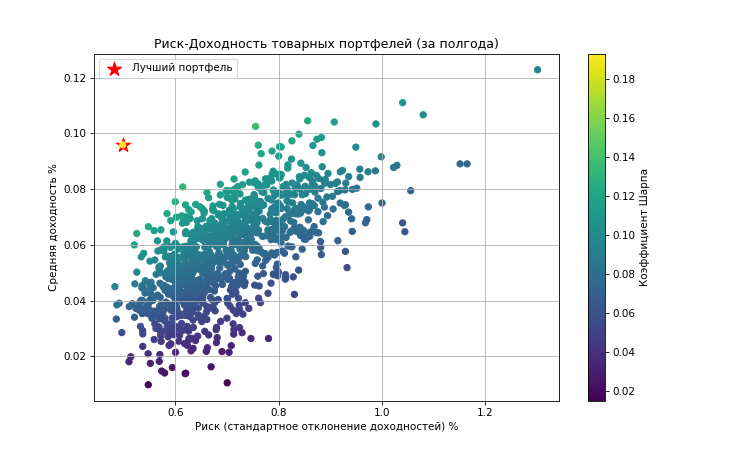 Риск-Доходность товарных портфелей (за полгода)
Лучший портфель
0.12
0.10
0.08
0.06
0.04
0.02
Средняя доходность %
0.6 0.8 1.0 1.2
Риск (стандартное отклонение доходностей) %
0.18
0.16
0.14
0.12
0.10
0.08
0.06
0.04
0.02
Коэффициент Шарпа